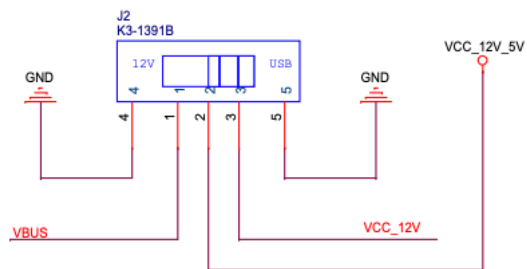 J2
K3-1391B
VCC_12V_5V
12V
USB
GND
GND
4
1
2
3
5
4
1
2
3
5
VBUS
VCC_12V